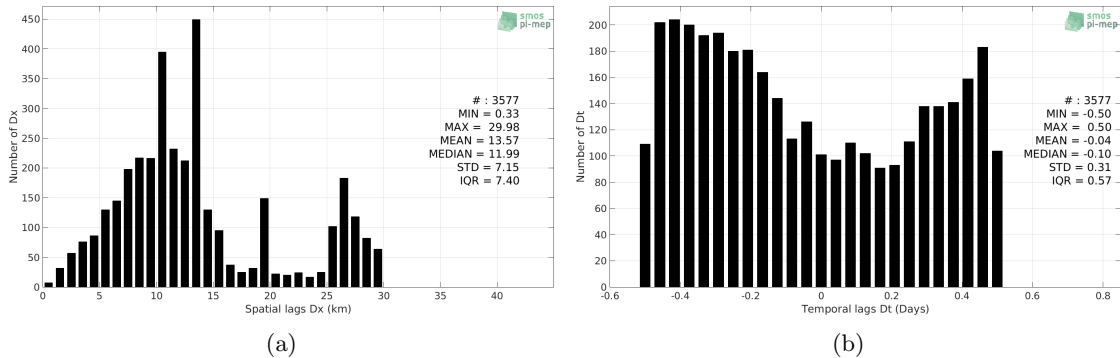 smos
pi-mep
450
400
350
300
250
200
150
100
50
0
Number of Dx
# : 3577
MIN = 0.33
MAX = 29.98
MEAN = 13.57
MEDIAN = 11.99
STD = 7.15
IQR = 7.40
0 5 10 15 20 25 30 35 40
Spatial lags Dx (km)
(a)
smos
pi-mep
200
180
160
140
120
100
80
60
40
20
0
Number of Dt
# : 3577
MIN = -0.50
MAX = 0.50
MEAN = -0.04
MEDIAN = -0.10
STD = 0.31
IQR = 0.57
-0.6 -0.4 -0.2 0 0.2 0.4 0.6 0.8
Temporal lags Dt (Days)
(b)